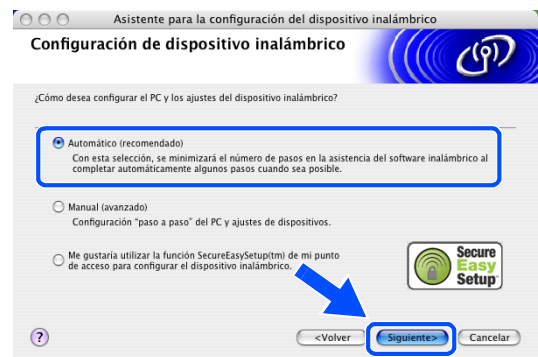 Asistente para la configuración del dispositivo inalámbrico
Configuración de dispositivo inalámbrico
¿Cómo desea configurar el PC y los ajustes del dispositivo inalámbrico?
Automático (recomendado)
Con esta selección, se minimizará el número de pasos en la asistencia del software inalámbrico al
completar automáticamente algunos pasos cuando sea posible.
Manual (avanzado)
Configuración "paso a paso" del PC y ajustes de dispositivos.
Me gustaría utilizar la función SecureEasySetup(tm) de mi punto
de acceso para configurar el dispositivo inalámbrico.
Secure
Easy
Setup
?
<Volver
Siguiente>
Cancelar